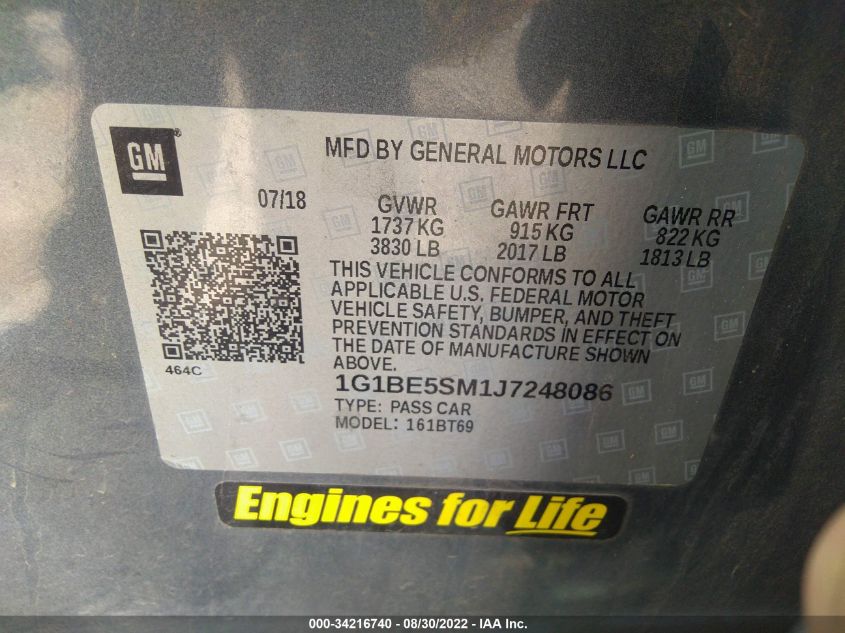 GM
MFD BY GENERAL MOTORS LLC
07/18
GVWR GAWR FRT GAWR RR
1737 KG 915 KG 822 KG
3830 LB 2017 LB 1813 LB
THIS VEHICLE CONFORMS TO ALL
APPLICABLE U.S. FEDERAL MOTOR
VEHICLE SAFETY, BUMPER, AND THEFT
PREVENTION STANDARDS IN EFFECT ON
THE DATE OF MANUFACTURE SHOWN
ABOVE.
464C
1G1BE5SM1J7248086
TYPE: PASS CAR
MODEL: 161BT69
Engines for Life
000-34216740 - 08/30/2022 - IAA Inc.